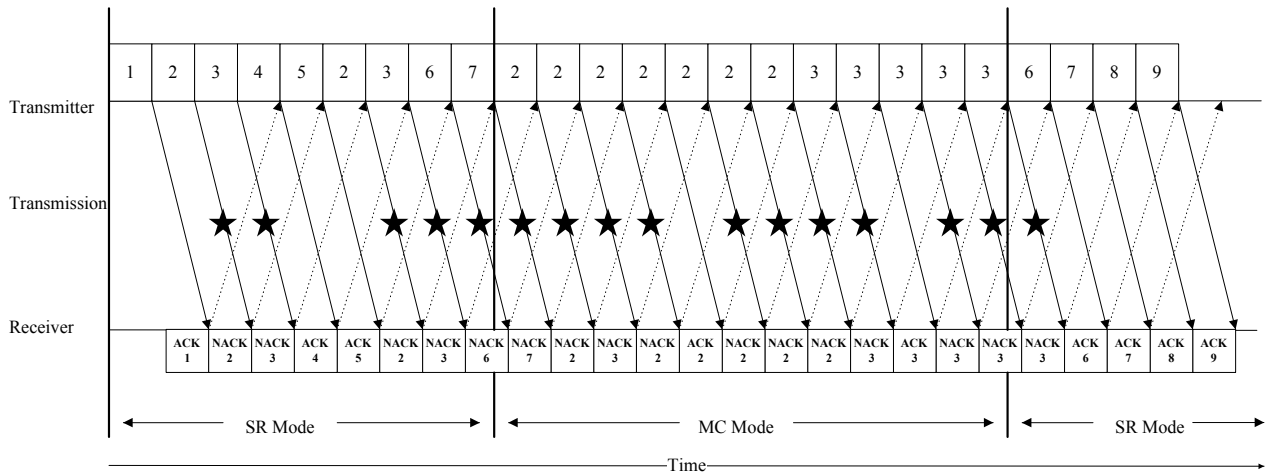 1 2 3 4 5 2 3 6 7 2 2 2 2 2 2 2 3 3 3 3 3 6 7 8 9
Transmitter
Transmission
Receiver
ACK NACK NACK ACK ACK NACK NACK NACK NACK NACK NACK NACK ACK NACK NACK NACK NACK ACK NACK NACK NACK ACK ACK ACK ACK
1 2 3 4 5 2 3 6 7 2 3 2 2 2 2 2 3 3 3 3 3 6 7 8 9
SR Mode MC Mode SR Mode
Time